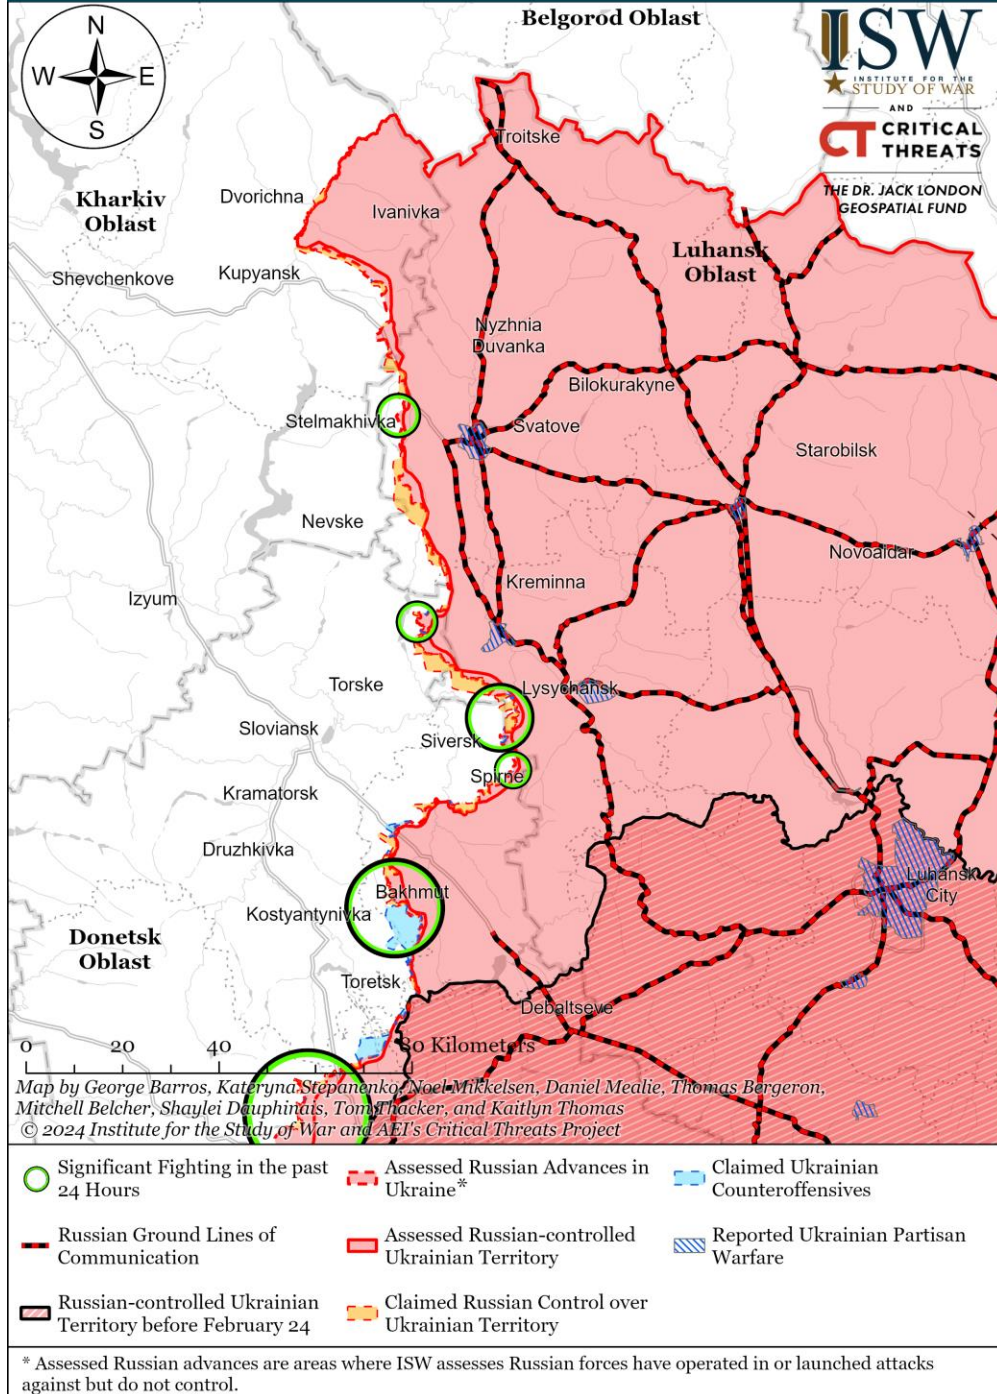 Belgorod Oblast
ISW
INSTITUTE FOR THE
STUDY OF WAR
AND
CT CRITICAL
THREATS
THE DR. JACK LONDON
GEOSPATIAL FUND
N
W E
S
Troitske
Kharkiv
Oblast
Dvorichna
Ivanivka
Luhansk
Oblast
Shevchenkove
Kupyansk
Nyzhnia
Duvanka
Bilokurakyne
Stelmakhivka
Svatove
Starobilsk
Nevske
Novoaidar
Izyum
Kreminna
Torske
Lysychansk
Sloviansk
Siversk
Spirne
Kramatorsk
Druzhkivka
Bakhmut
Luhansk
City
Kostyantynivka
Donetsk
Oblast
Toretsk
Debaltseve
0 20 40 80 Kilometers
Map by George Barros, Kateryna Stepanenko, Noel Mikkelsen, Daniel Mealie, Thomas Bergeron,
Mitchell Belcher, Shaylei Dauphinais, Tom Thacker, and Kaitlyn Thomas
© 2024 Institute for the Study of War and AEI's Critical Threats Project
Significant Fighting in the past
24 Hours
Russian Ground Lines of
Communication
Russian-controlled Ukrainian
Territory before February 24
Assessed Russian Advances in
Ukraine*
Assessed Russian-controlled
Ukrainian Territory
Claimed Russian Control over
Ukrainian Territory
Claimed Ukrainian
Counteroffensives
Reported Ukrainian Partisan
Warfare
* Assessed Russian advances are areas where ISW assesses Russian forces have operated in or launched attacks
against but do not control.